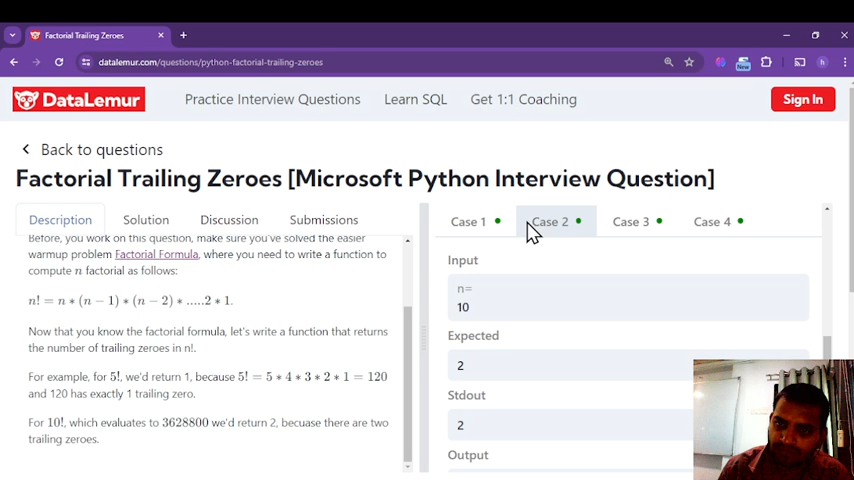 Factorial Trailing Zeroes
datalemur.com/questions/python-factorial-trailing-zeroes
New
h
DataLemur
Practice Interview Questions
Learn SQL
Get 1:1 Coaching
Sign In
Back to questions
Factorial Trailing Zeroes [Microsoft Python Interview Question]
Description
Solution
Discussion
Submissions
Before, you work on this question, make sure you've solved the easier
warmup problem Factorial Formula, where you need to write a function to
compute n factorial as follows:
n! = n * (n − 1) * (n − 2) * .....2 * 1.
Now that you know the factorial formula, let's write a function that returns
the number of trailing zeroes in n!.
For example, for 5!, we'd return 1, because 5! = 5 * 4 * 3 * 2 * 1 = 120
and 120 has exactly 1 trailing zero.
For 10!, which evaluates to 3628800 we'd return 2, becuase there are two
trailing zeroes.
Case 1
Case 2
Case 3
Case 4
Input
n=
10
Expected
2
Stdout
2
Output